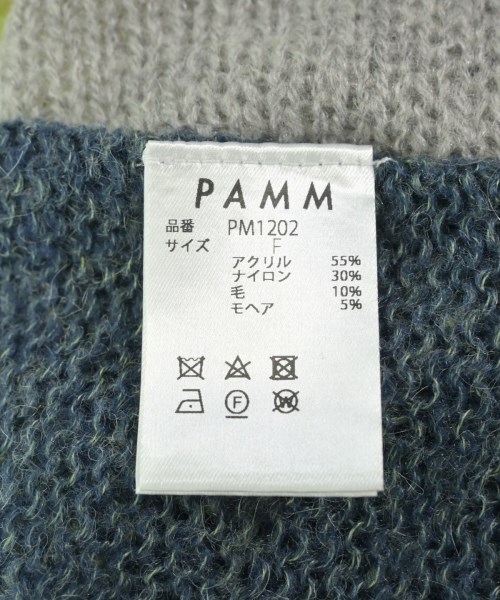 PAMM
品番 PM1202
サイズ F
アクリル 55%
ナイロン 30%
毛 10%
モヘア 5%
F W